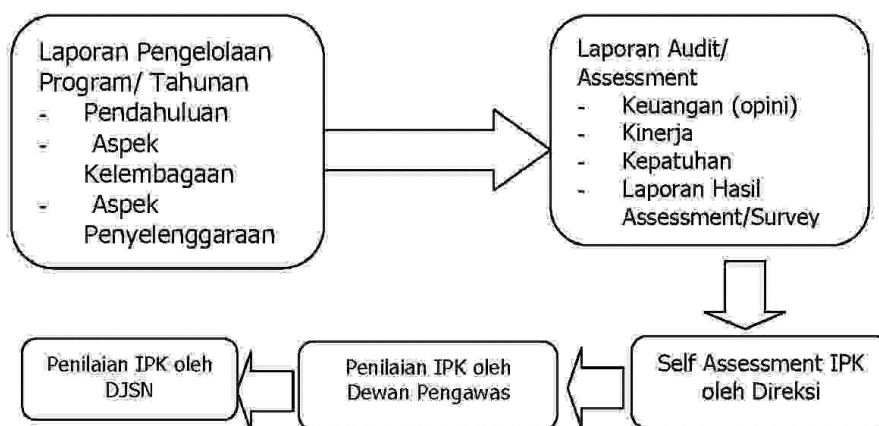 Laporan Pengelolaan
Program/ Tahunan
- Pendahuluan
- Aspek
Kelembagaan
- Aspek
Penyelenggaraan
Laporan Audit/
Assessment
- Keuangan (opini)
- Kinerja
- Kepatuhan
- Laporan Hasil
Assessment/Survey
Self Assessment IPK
oleh Direksi
Penilaian IPK oleh
Dewan Pengawas
Penilaian IPK oleh
DJSN